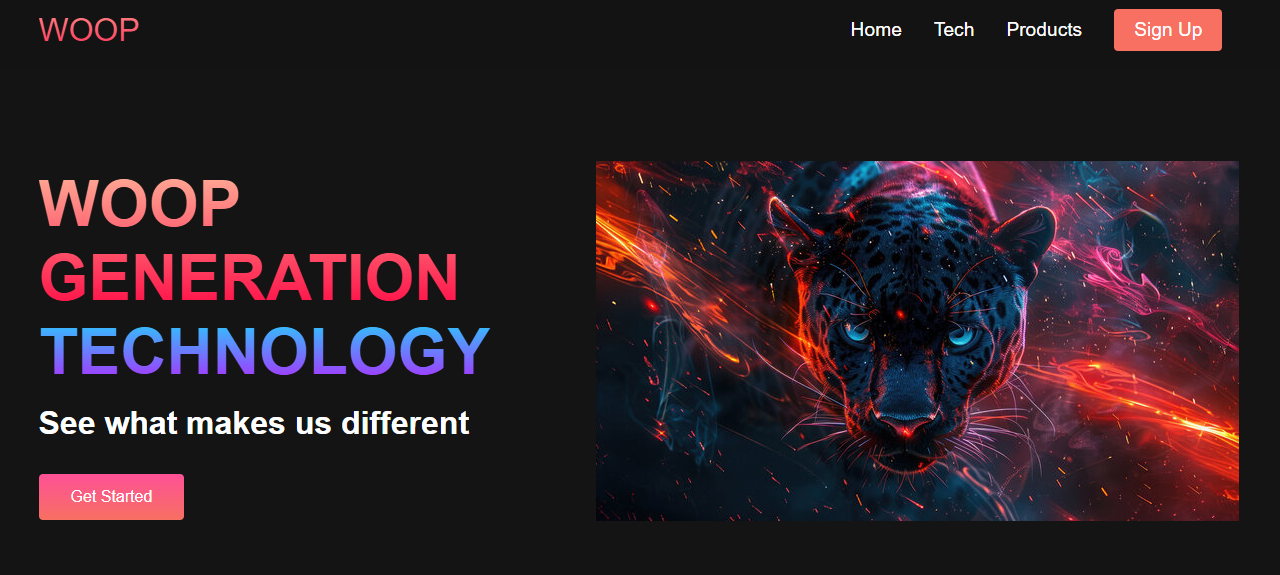 WOOP
Home Tech Products Sign Up
WOOP
GENERATION
TECHNOLOGY
See what makes us different
Get Started